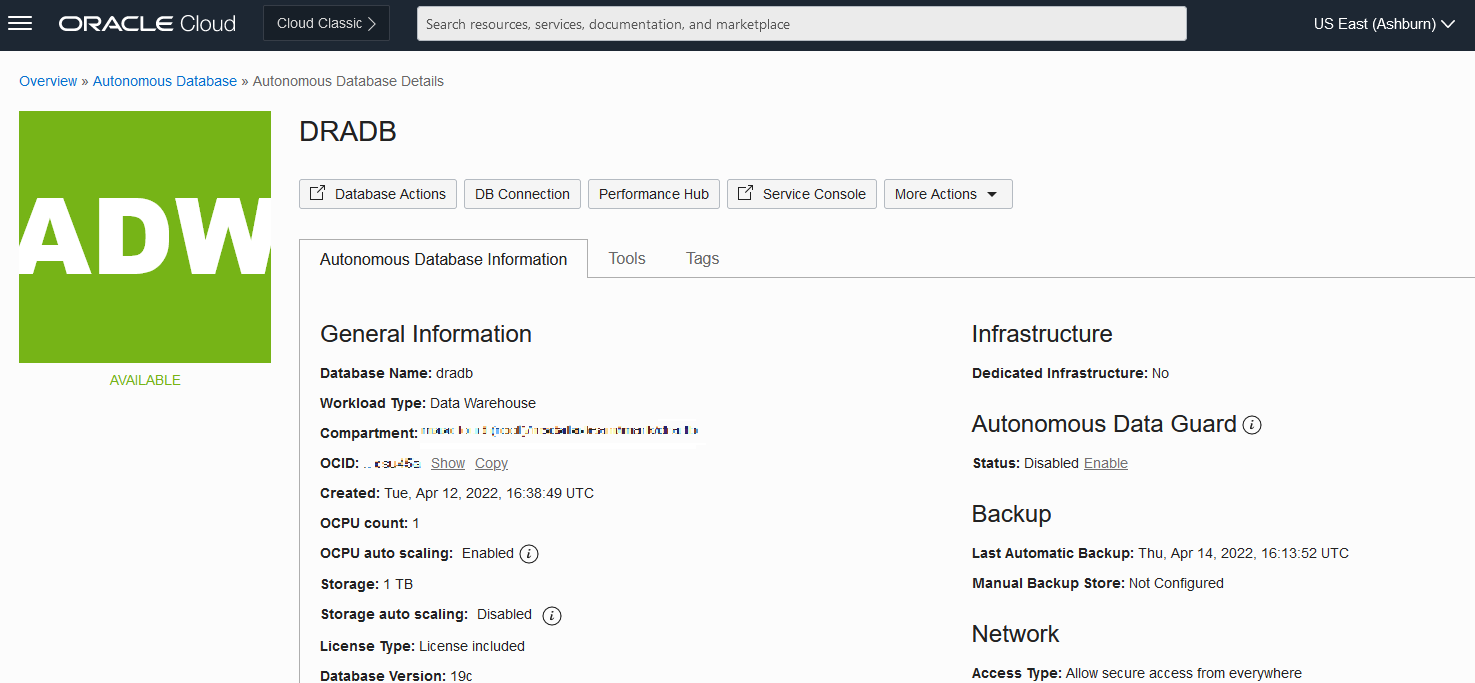 ORACLE Cloud
Cloud Classic
Search resources, services, documentation, and marketplace
US East (Ashburn)
Overview » Autonomous Database » Autonomous Database Details
ADW
AVAILABLE
DRADB
Database Actions
DB Connection
Performance Hub
Service Console
More Actions
Autonomous Database Information
Tools
Tags
General Information
Database Name: dradb
Workload Type: Data Warehouse
Compartment:
OCID: Show Copy
Created: Tue, Apr 12, 2022, 16:38:49 UTC
OCPU count: 1
OCPU auto scaling: Enabled i
Storage: 1 TB
Storage auto scaling: Disabled i
License Type: License included
Database Version: 19c
Infrastructure
Dedicated Infrastructure: No
Autonomous Data Guard i
Status: Disabled Enable
Backup
Last Automatic Backup: Thu, Apr 14, 2022, 16:13:52 UTC
Manual Backup Store: Not Configured
Network
Access Type: Allow secure access from everywhere